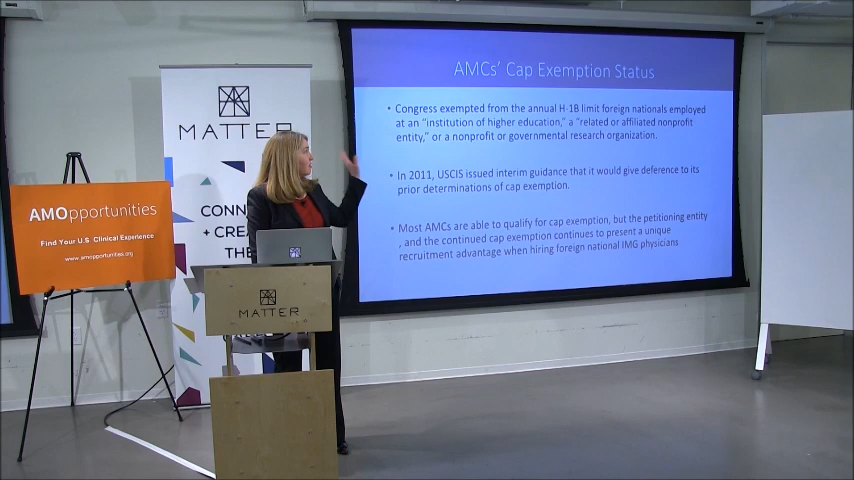 AMCs' Cap Exemption Status
• Congress exempted from the annual H-1B limit foreign nationals employed
at an "institution of higher education," a "related or affiliated nonprofit
entity," or a nonprofit or governmental research organization.
• In 2011, USCIS issued interim guidance that it would give deference to its
prior determinations of cap exemption.
• Most AMCs are able to qualify for cap exemption, but the petitioning entity
, and the continued cap exemption continues to present a unique
recruitment advantage when hiring foreign national IMG physicians
MATTER
CONN
+ CREA
THE
AMOpportunities
Find Your U.S. Clinical Experience
www.amopportunities.org
MATTER